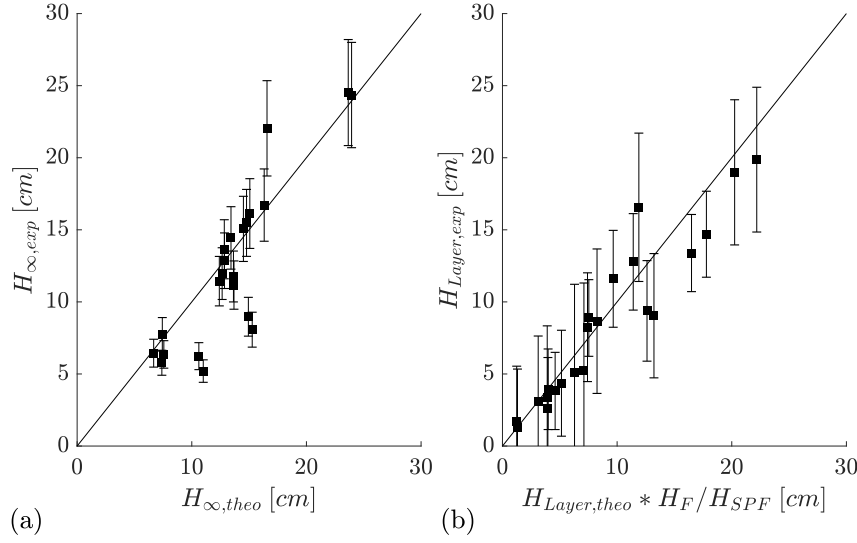 30
25
20
15
10
5
0
H∞,exp [cm]
0 10 20 30
H∞,theo [cm]
(a)
30
25
20
15
10
5
0
HLayer,exp [cm]
0 10 20 30
HLayer,theo ∗ HF/HSPF [cm]
(b)